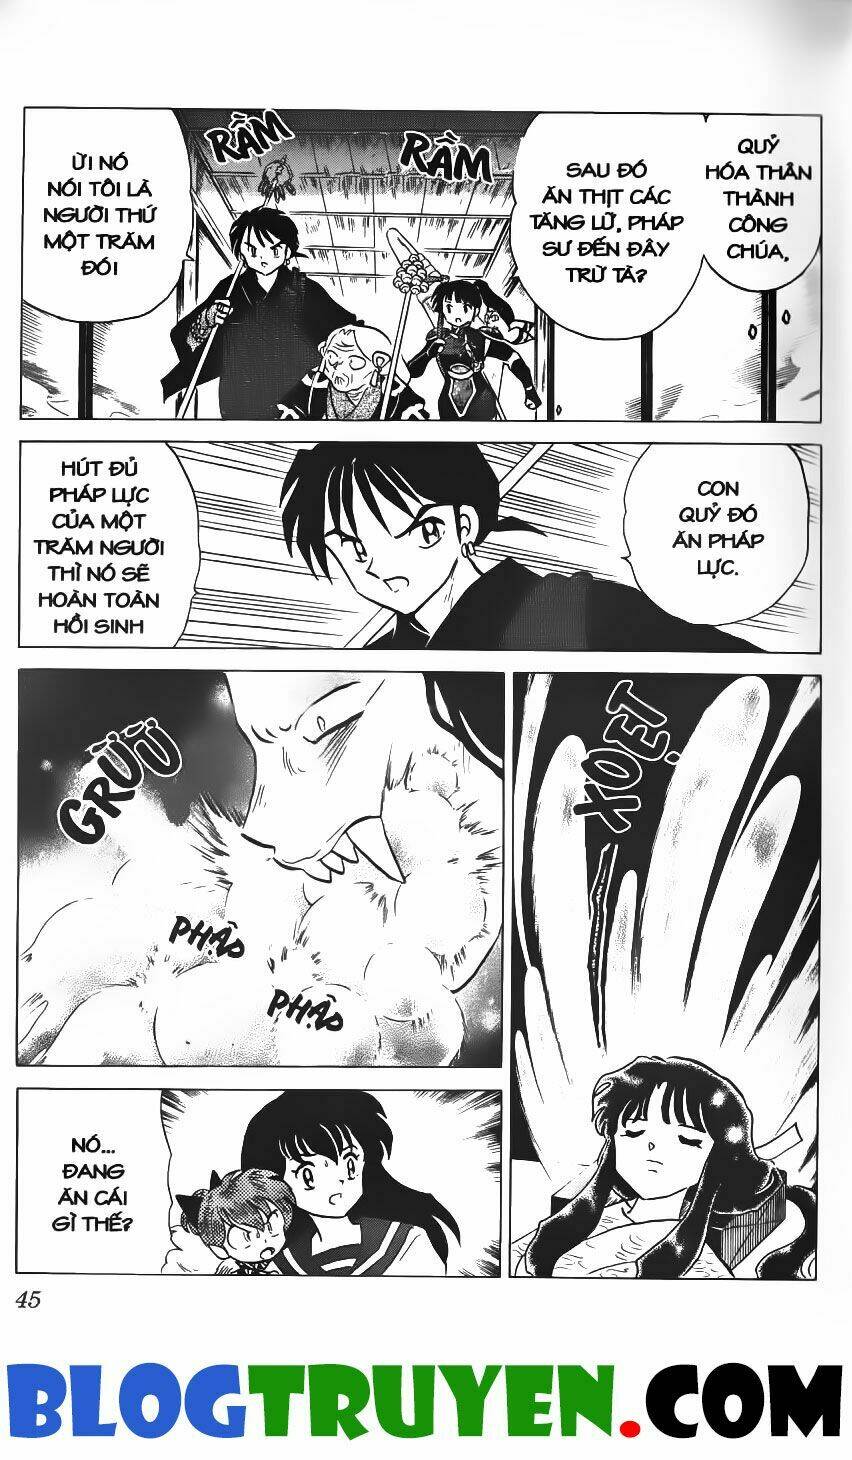 QUỶ
HÓA THÂN
THÀNH
CÔNG
CHÚA,
SAU ĐÓ
ĂN THỊT CÁC
TĂNG LỮ, PHÁP
SƯ ĐẾN ĐÂY
TRỪ TÀ?
RẦM
RẦM
ỪI NÓ
NÓI TÔI LÀ
NGƯỜI THỨ
MỘT TRĂM
ĐÓI
CON
QUỶ ĐÓ
ĂN PHÁP
LỰC.
HÚT ĐỦ
PHÁP LỰC
CỦA MỘT
TRĂM NGƯỜI
THÌ NÓ SẼ
HOÀN TOÀN
HỒI SINH
XOẸT
GRỪỪ
PHẬP
PHẬP
NÓ...
ĐANG
ĂN CÁI
GÌ THẾ?
45
BLOGTRUYEN.COM